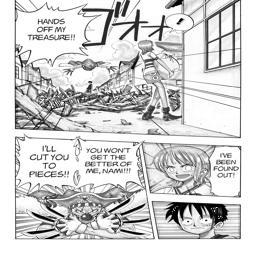 HANDS
OFF MY
TREASURE!!
ゴオオオ
I'LL
CUT YOU
TO
PIECES!!
YOU WON'T
GET THE
BETTER OF
ME, NAMI!!!
I'VE
BEEN
FOUND
OUT!